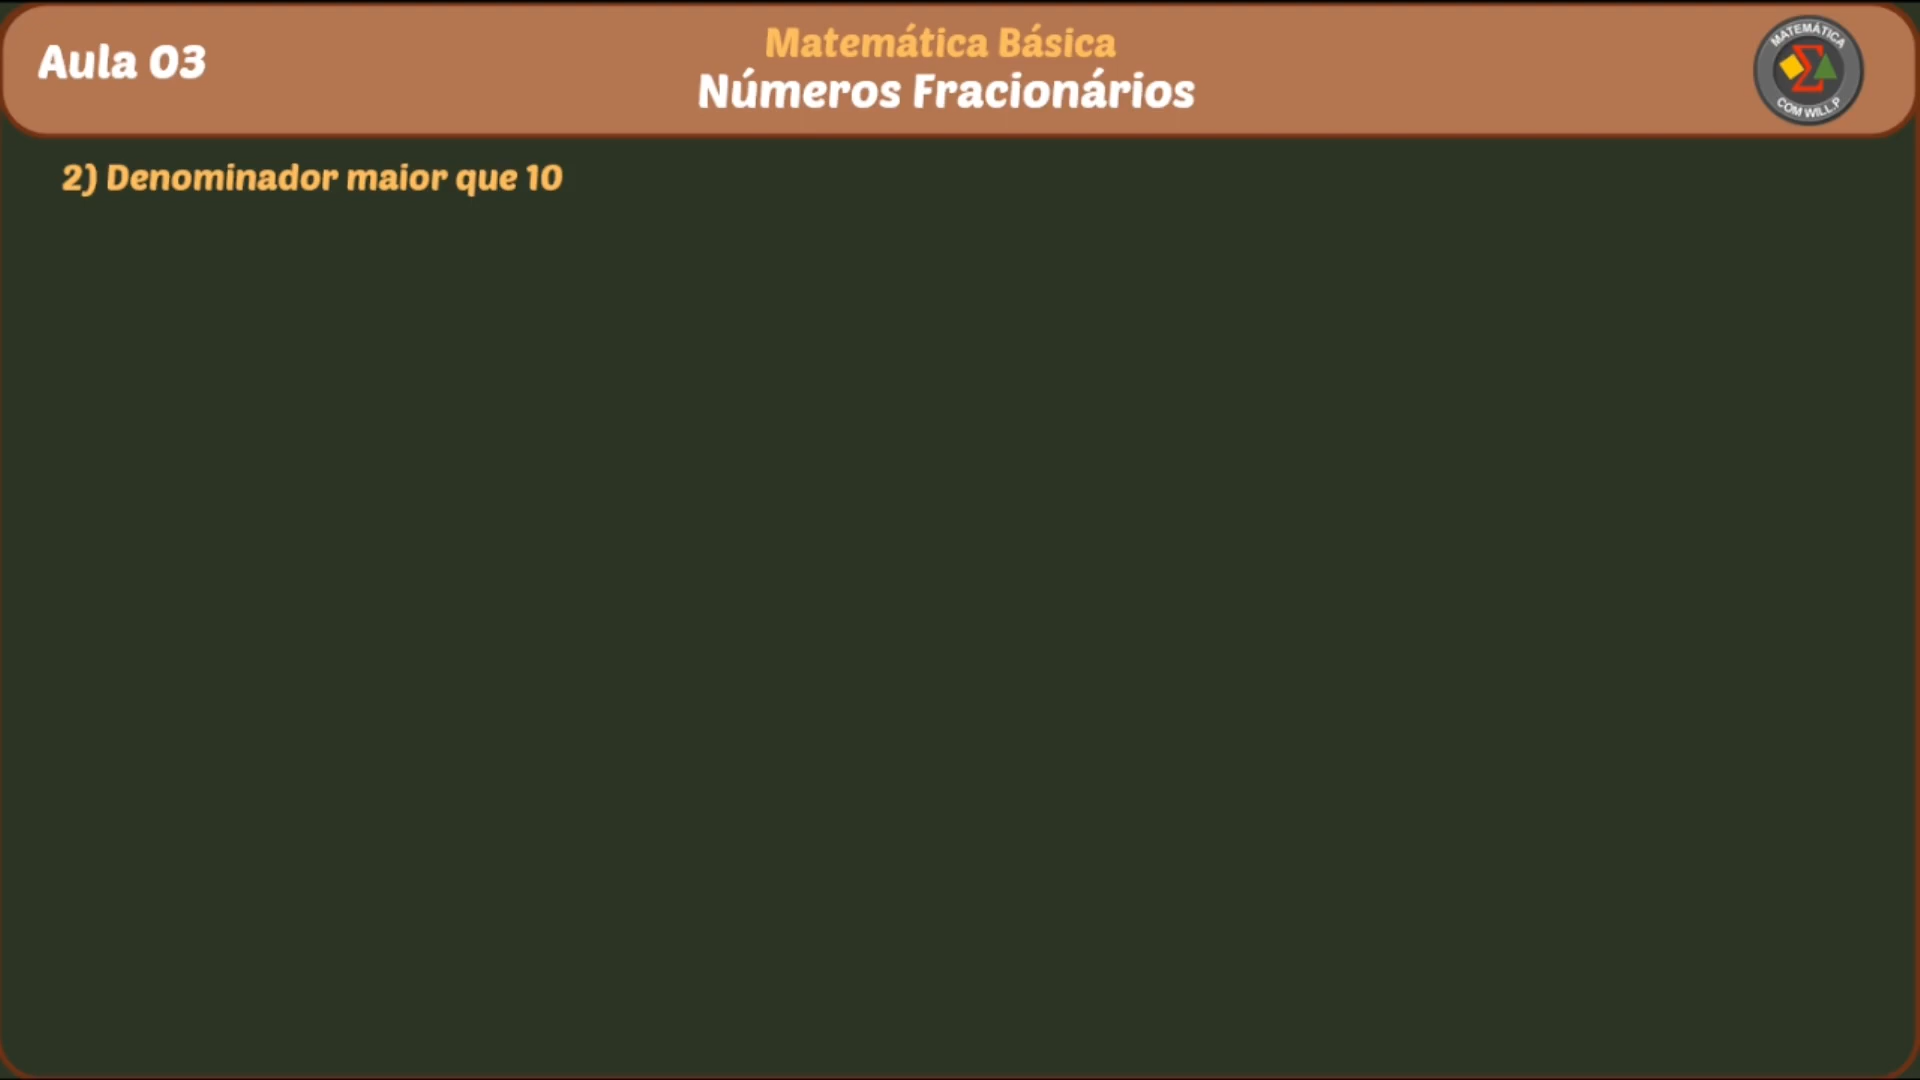 Aula 03
Matemática Básica
Números Fracionários
MATEMÁTICA
COM WILL.P
2) Denominador maior que 10